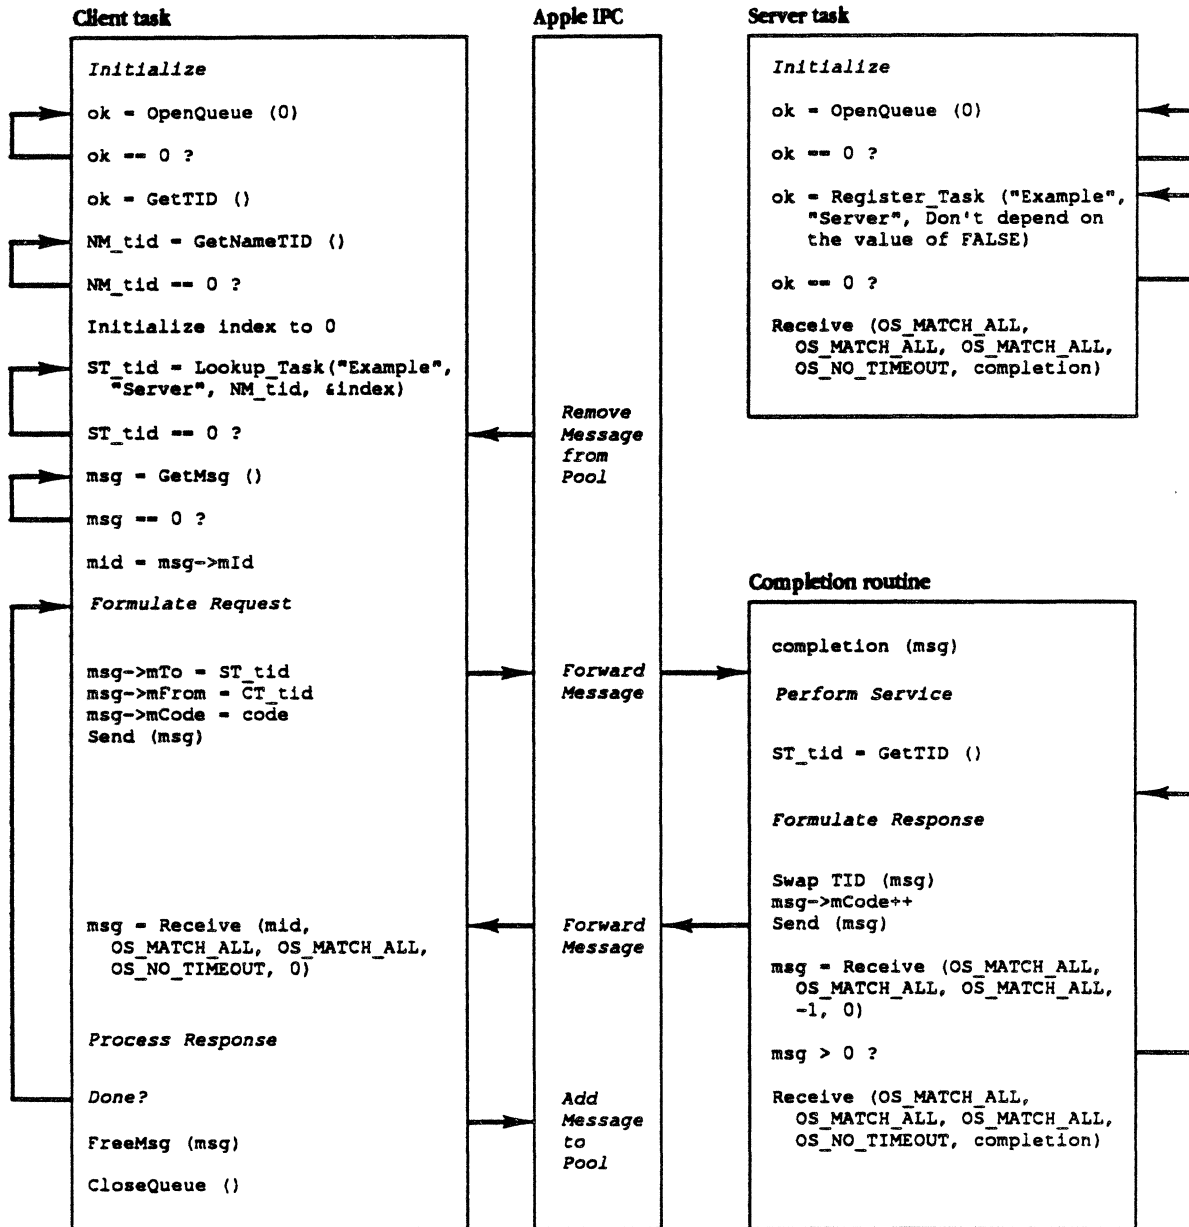 Client task
Initialize
ok = OpenQueue (0)
ok == 0 ?
ok = GetTID ()
NM_tid = GetNameTID ()
NM_tid == 0 ?
Initialize index to 0
ST_tid = Lookup_Task("Example",
"Server", NM_tid, &index)
ST_tid == 0 ?
msg = GetMsg ()
msg == 0 ?
mid = msg->mId
Formulate Request
msg->mTo = ST_tid
msg->mFrom = CT_tid
msg->mCode = code
Send (msg)
msg = Receive (mid,
OS_MATCH_ALL, OS_MATCH_ALL,
OS_NO_TIMEOUT, 0)
Process Response
Done?
FreeMsg (msg)
CloseQueue ()
Apple IPC
Remove
Message
from
Pool
Forward
Message
Forward
Message
Add
Message
to
Pool
Server task
Initialize
ok = OpenQueue (0)
ok == 0 ?
ok = Register_Task ("Example",
"Server", Don't depend on
the value of FALSE)
ok == 0 ?
Receive (OS_MATCH_ALL,
OS_MATCH_ALL, OS_MATCH_ALL,
OS_NO_TIMEOUT, completion)
Completion routine
completion (msg)
Perform Service
ST_tid = GetTID ()
Formulate Response
Swap TID (msg)
msg->mCode++
Send (msg)
msg = Receive (OS_MATCH_ALL,
OS_MATCH_ALL, OS_MATCH_ALL,
-1, 0)
msg > 0 ?
Receive (OS_MATCH_ALL,
OS_MATCH_ALL, OS_MATCH_ALL,
OS_NO_TIMEOUT, completion)